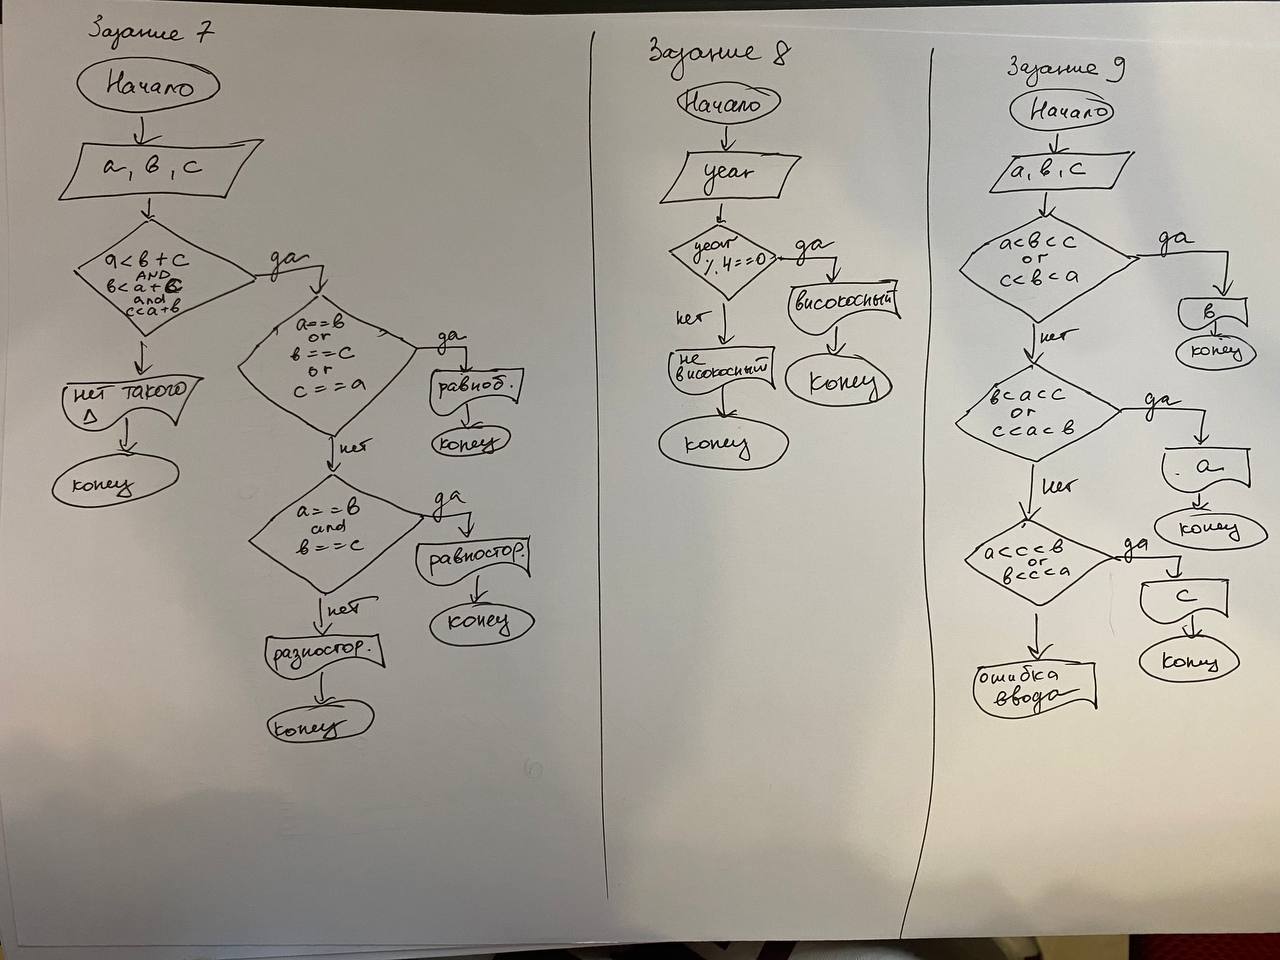 Задание 7
Начало
a, в, c
a < в + c
AND
в < a + c
and
c < a + в
да
нет такого
Δ
конец
a == в
or
в == c
or
c == a
да
равноб.
конец
нет
a == в
and
в == c
да
равностор.
конец
нет
разностор.
конец
Задание 8
Начало
year
year
% 4 == 0
да
високосный
конец
нет
не
високосный
конец
Задание 9
Начало
a, в, c
a < в < c
or
c < в < a
да
в
конец
нет
в < a < c
or
c < a < в
да
a
конец
нет
a < c < в
or
в < c < a
да
c
конец
ошибка
ввода